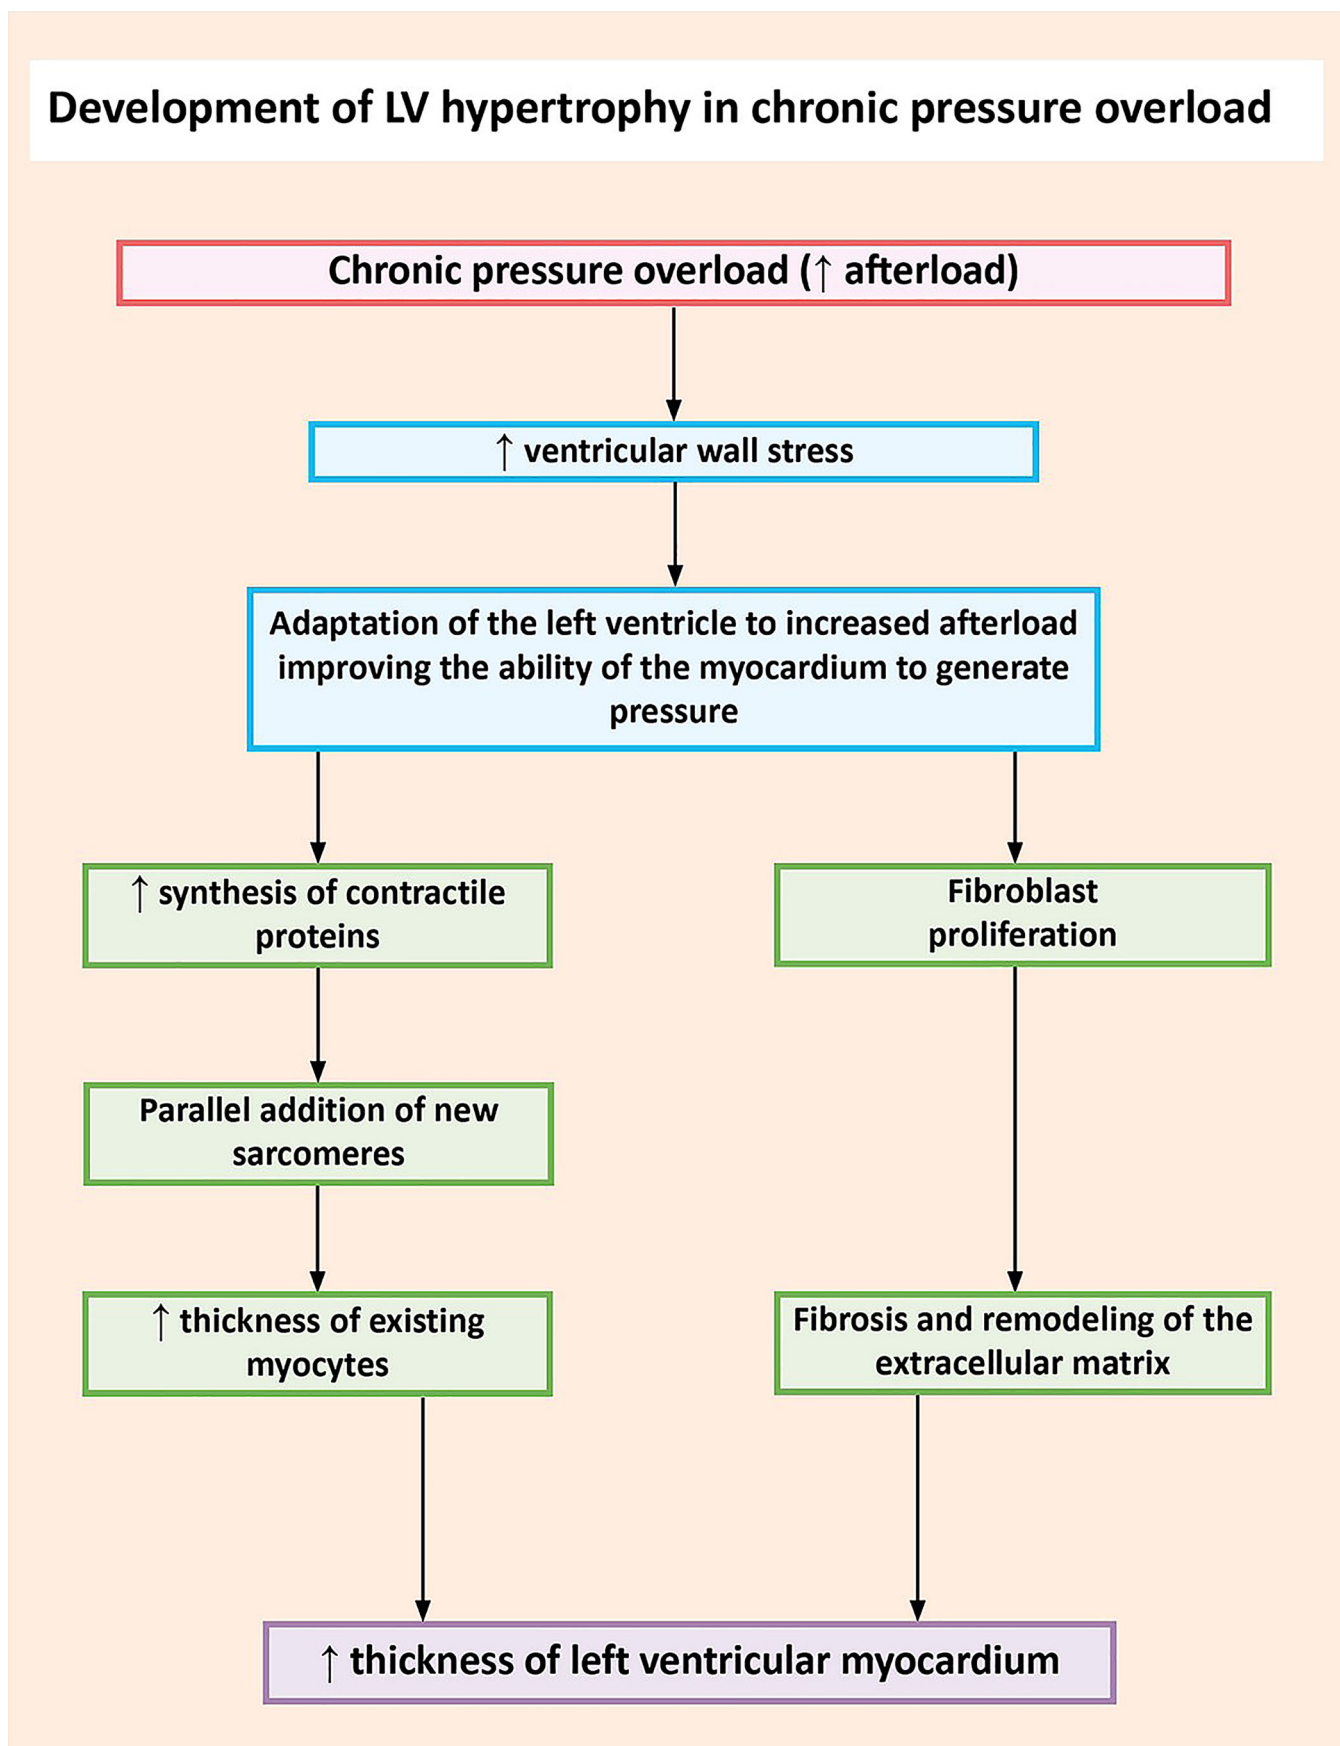 Development of LV hypertrophy in chronic pressure overload
Chronic pressure overload (↑ afterload)
↑ ventricular wall stress
Adaptation of the left ventricle to increased afterload
improving the ability of the myocardium to generate
pressure
↑ synthesis of contractile
proteins
Fibroblast
proliferation
Parallel addition of new
sarcomeres
↑ thickness of existing
myocytes
Fibrosis and remodeling of the
extracellular matrix
↑ thickness of left ventricular myocardium